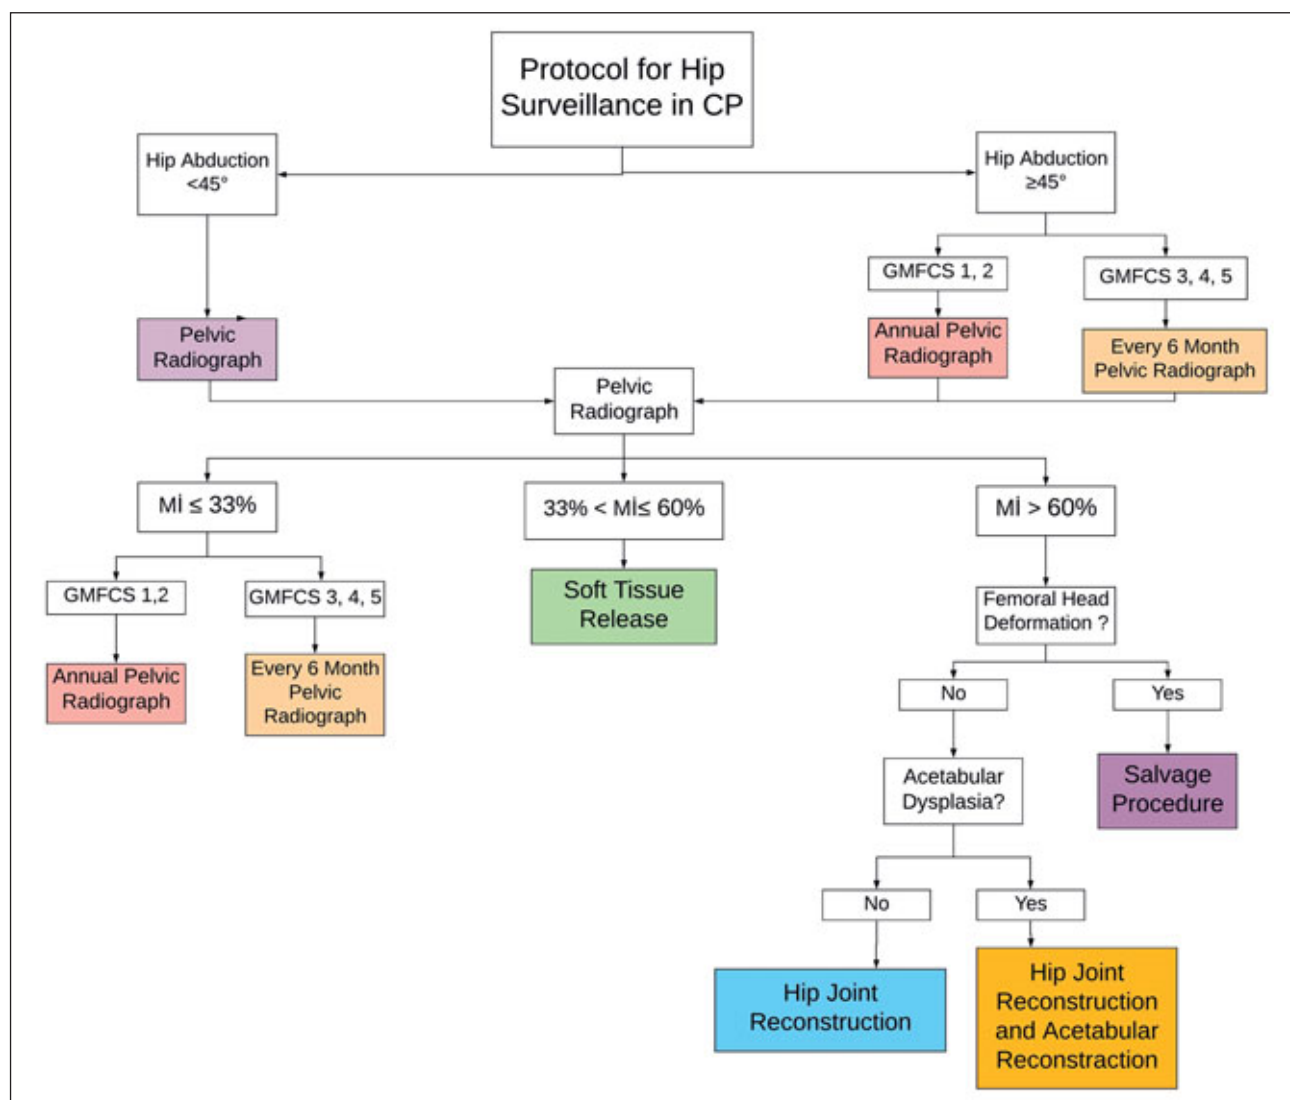 Protocol for Hip
Surveillance in CP
Hip Abduction
<45°
Hip Abduction
≥45°
GMFCS 1, 2
GMFCS 3, 4, 5
Pelvic
Radiograph
Annual Pelvic
Radiograph
Every 6 Month
Pelvic Radiograph
Pelvic
Radiograph
Mİ ≤ 33%
33% < Mİ≤ 60%
Mİ > 60%
GMFCS 1,2
GMFCS 3, 4, 5
Soft Tissue
Release
Femoral Head
Deformation ?
Annual Pelvic
Radiograph
Every 6 Month
Pelvic
Radiograph
No
Yes
Acetabular
Dysplasia?
Salvage
Procedure
No
Yes
Hip Joint
Reconstruction
Hip Joint
Reconstruction
and Acetabular
Reconstraction